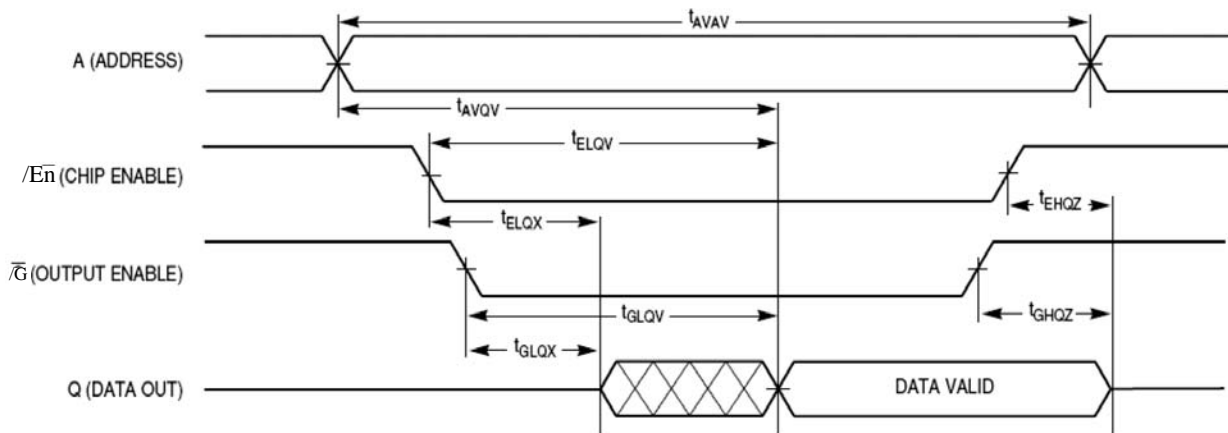 tAVAV
A (ADDRESS)
tAVQV
tELQV
/En̅ (CHIP ENABLE)
tEHQZ
tELQX
/G̅ (OUTPUT ENABLE)
tGLQV
tGHQZ
tGLQX
Q (DATA OUT)
DATA VALID